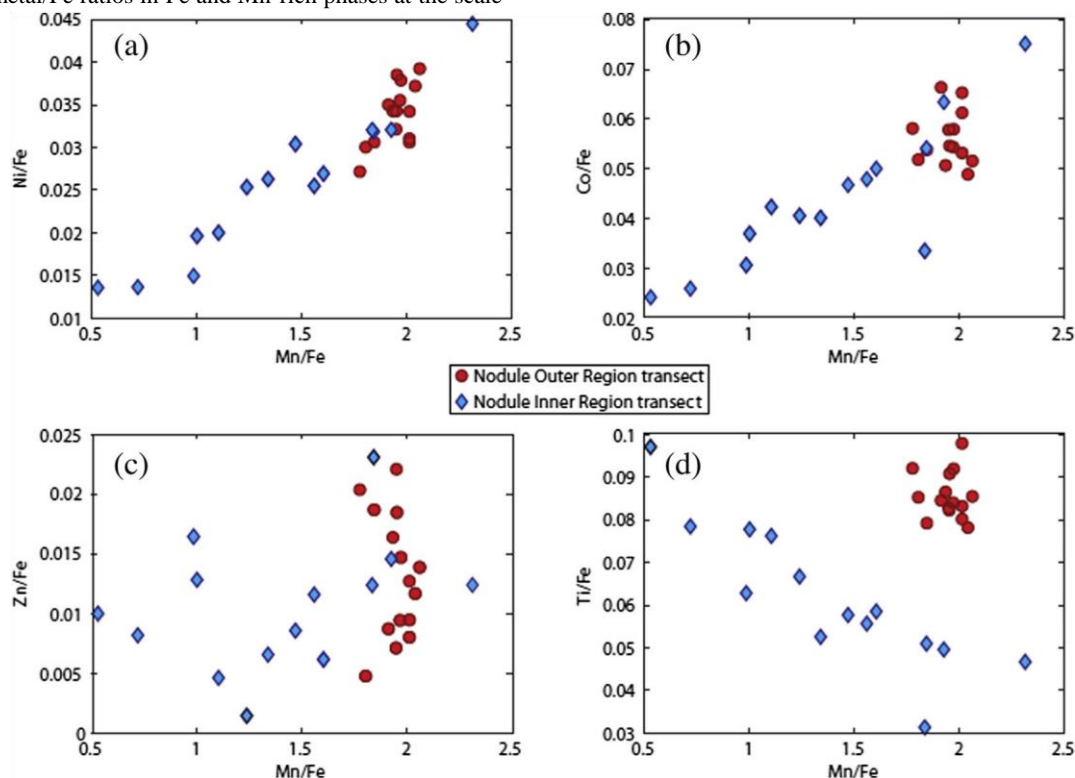 metal/Fe ratios in Fe and Mn-rich phases at the scale
(a)
0.045
0.04
0.035
0.03
0.025
0.02
0.015
0.01
Ni/Fe
0.5 1 1.5 2 2.5
Mn/Fe
(b)
0.08
0.07
0.06
0.05
0.04
0.03
0.02
Co/Fe
0.5 1 1.5 2 2.5
Mn/Fe
Nodule Outer Region transect
Nodule Inner Region transect
(c)
0.025
0.02
0.015
0.01
0.005
0
Zn/Fe
0.5 1 1.5 2 2.5
Mn/Fe
(d)
0.1
0.09
0.08
0.07
0.06
0.05
0.04
0.03
Ti/Fe
0.5 1 1.5 2 2.5
Mn/Fe